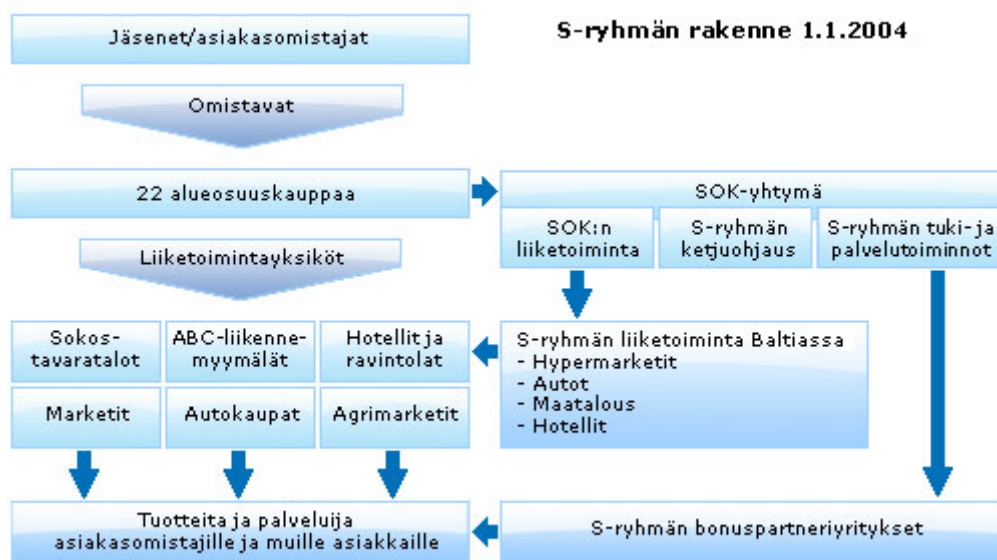 S-ryhmän rakenne 1.1.2004
Jäsenet/asiakasomistajat
Omistavat
22 alueosuuskauppaa
SOK-yhtymä
SOK:n
liiketoiminta
S-ryhmän
ketjuohjaus
S-ryhmän tuki- ja
palvelutoiminnot
Liiketoimintayksiköt
Sokos-
tavaratalot
ABC-liikenne-
myymälät
Hotellit ja
ravintolat
Marketit
Autokaupat
Agrimarketit
S-ryhmän liiketoiminta Baltiassa
- Hypermarketit
- Autot
- Maatalous
- Hotellit
Tuotteita ja palveluija
asiakasomistajille ja muille asiakkaille
S-ryhmän bonuspartneriyritykset